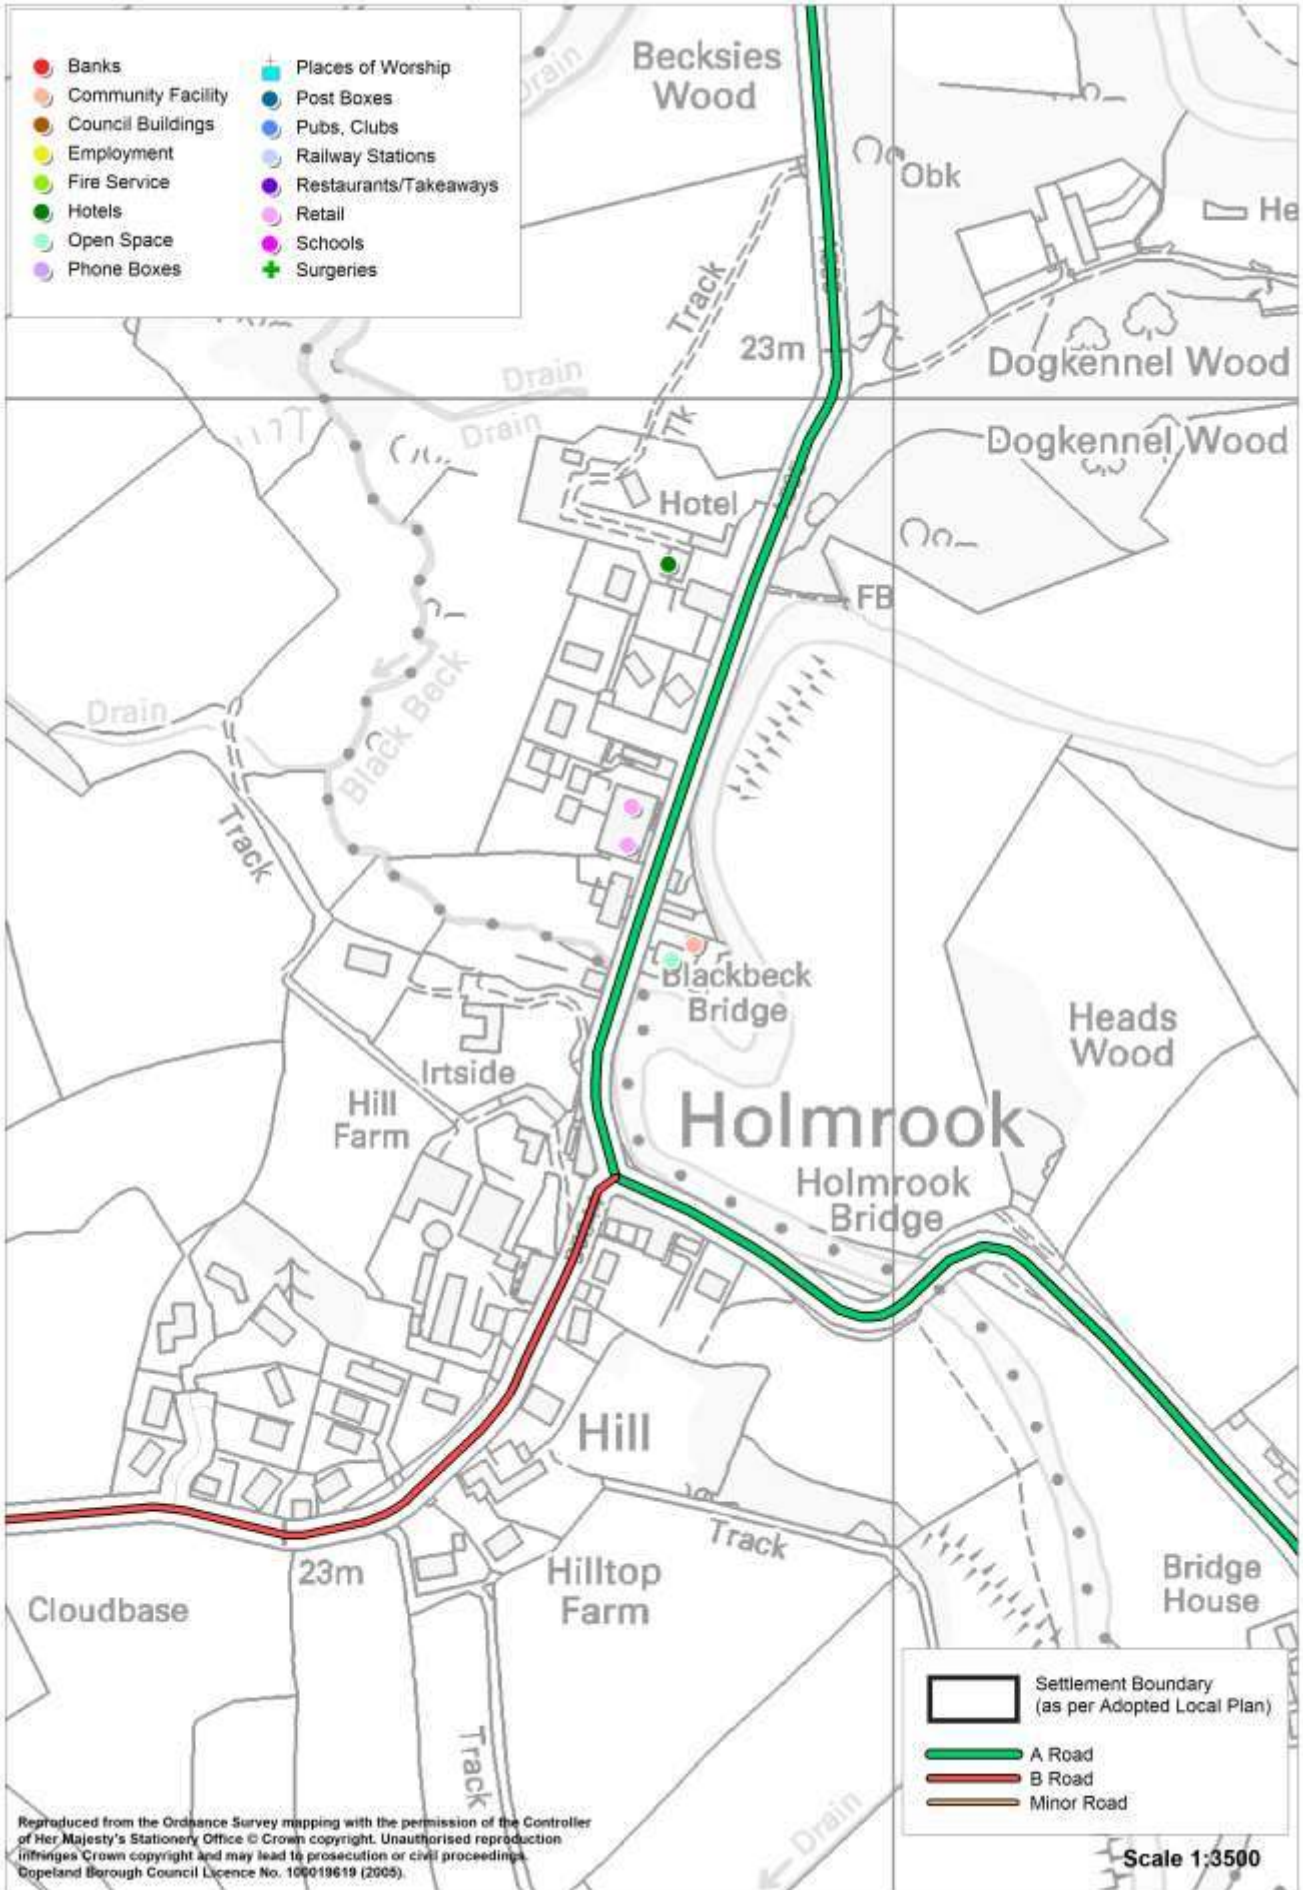 Banks
Community Facility
Council Buildings
Employment
Fire Service
Hotels
Open Space
Phone Boxes
Places of Worship
Post Boxes
Pubs, Clubs
Railway Stations
Restaurants/Takeaways
Retail
Schools
Surgeries
Drain
Becksies
Wood
Obk
He
Track
23m
Dogkennel Wood
Drain
Drain
Tk
Dogkennel Wood
Hotel
FB
Drain
Black Beck
Track
Blackbeck
Bridge
Heads
Wood
Irtside
Hill
Farm
Holmrook
Holmrook
Bridge
Hill
Track
23m
Hilltop
Farm
Cloudbase
Bridge
House
Track
Drain
Settlement Boundary
(as per Adopted Local Plan)
A Road
B Road
Minor Road
Reproduced from the Ordnance Survey mapping with the permission of the Controller
of Her Majesty's Stationery Office © Crown copyright. Unauthorised reproduction
infringes Crown copyright and may lead to prosecution or civil proceedings.
Copeland Borough Council Licence No. 100019619 (2005).
Scale 1:3500